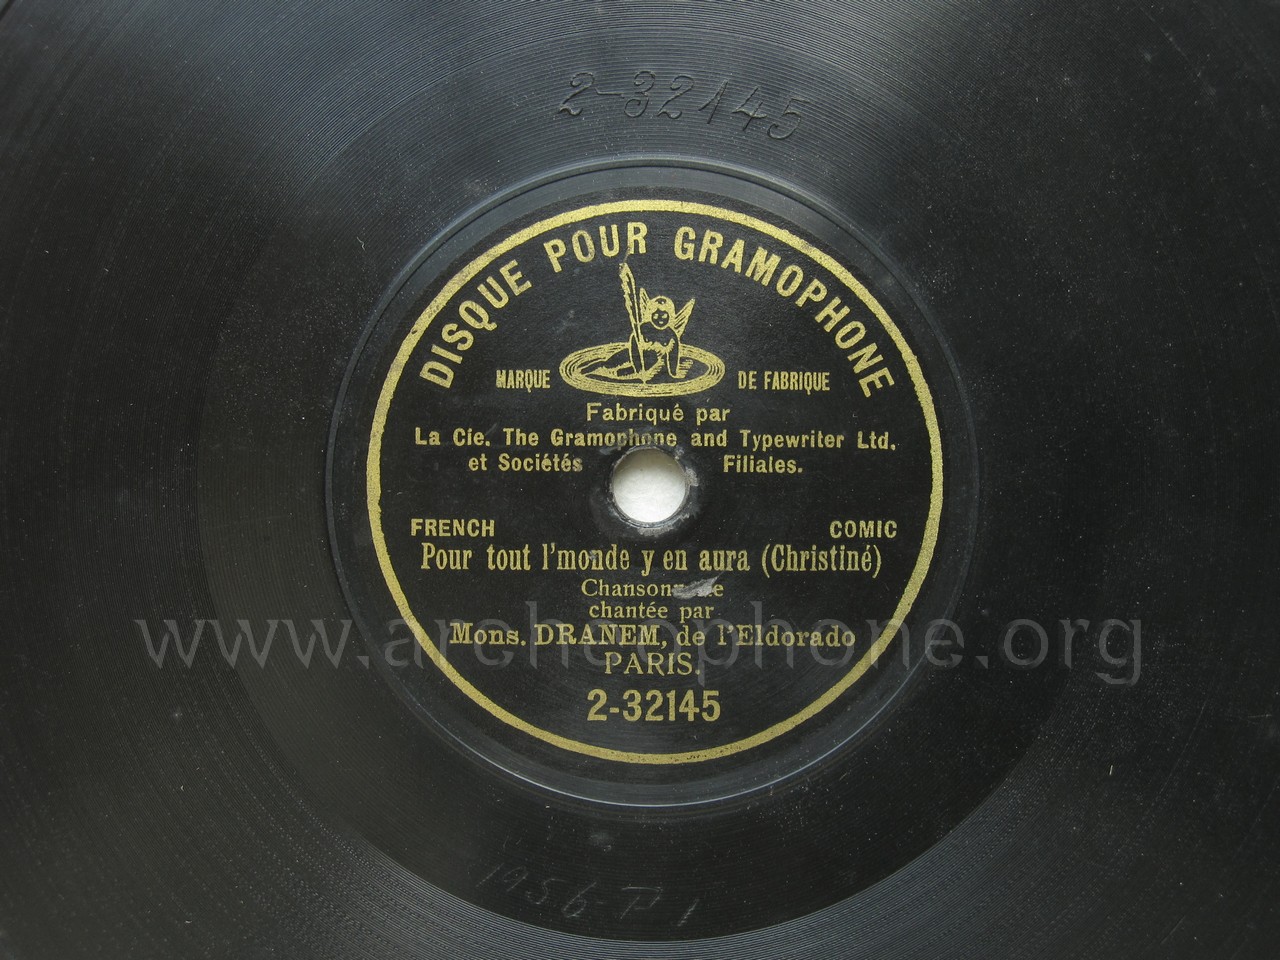 2-32145
DISQUE POUR GRAMOPHONE
MARQUE DE FABRIQUE
Fabriqué par
La Cie. The Gramophone and Typewriter Ltd.
et Sociétés Filiales.
FRENCH COMIC
Pour tout l'monde y en aura (Christiné)
chantée par
www.archeophone.org
Mons. DRANEM, de l'Eldorado
PARIS.
2-32145